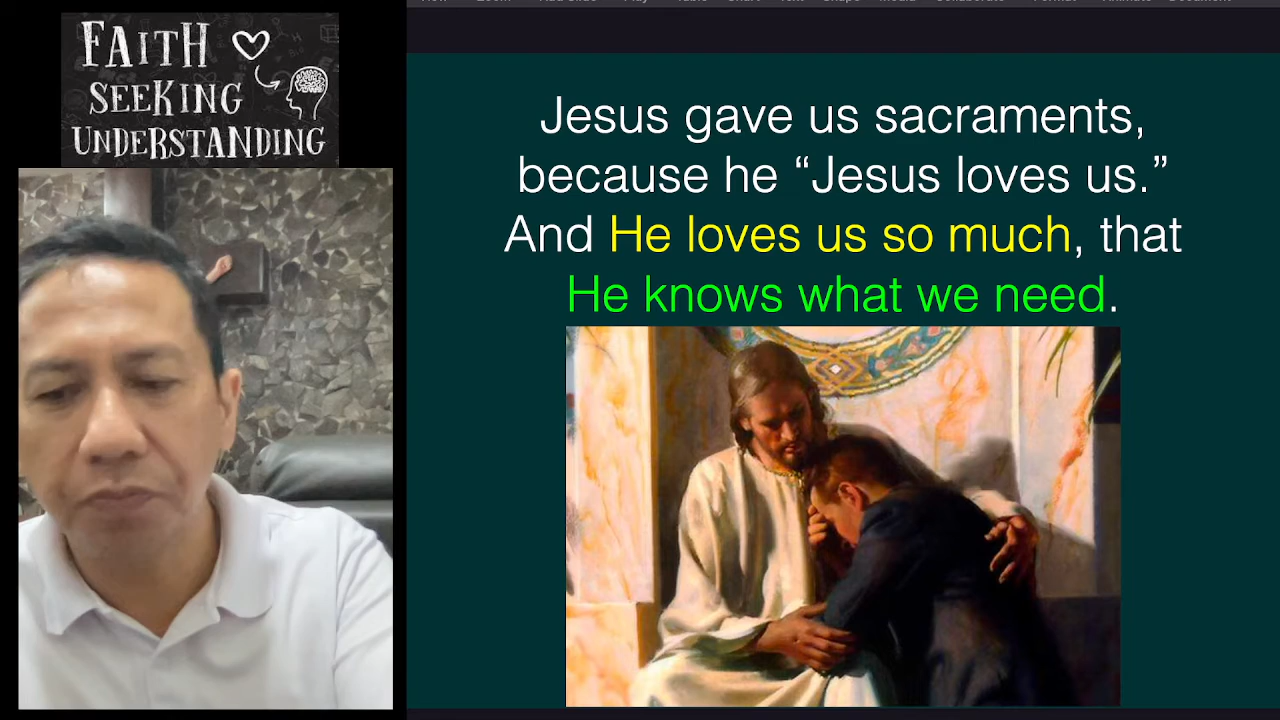 FAITH
SEEKING
UNDERSTANDING
Jesus gave us sacraments,
because he “Jesus loves us.”
And He loves us so much, that
He knows what we need.